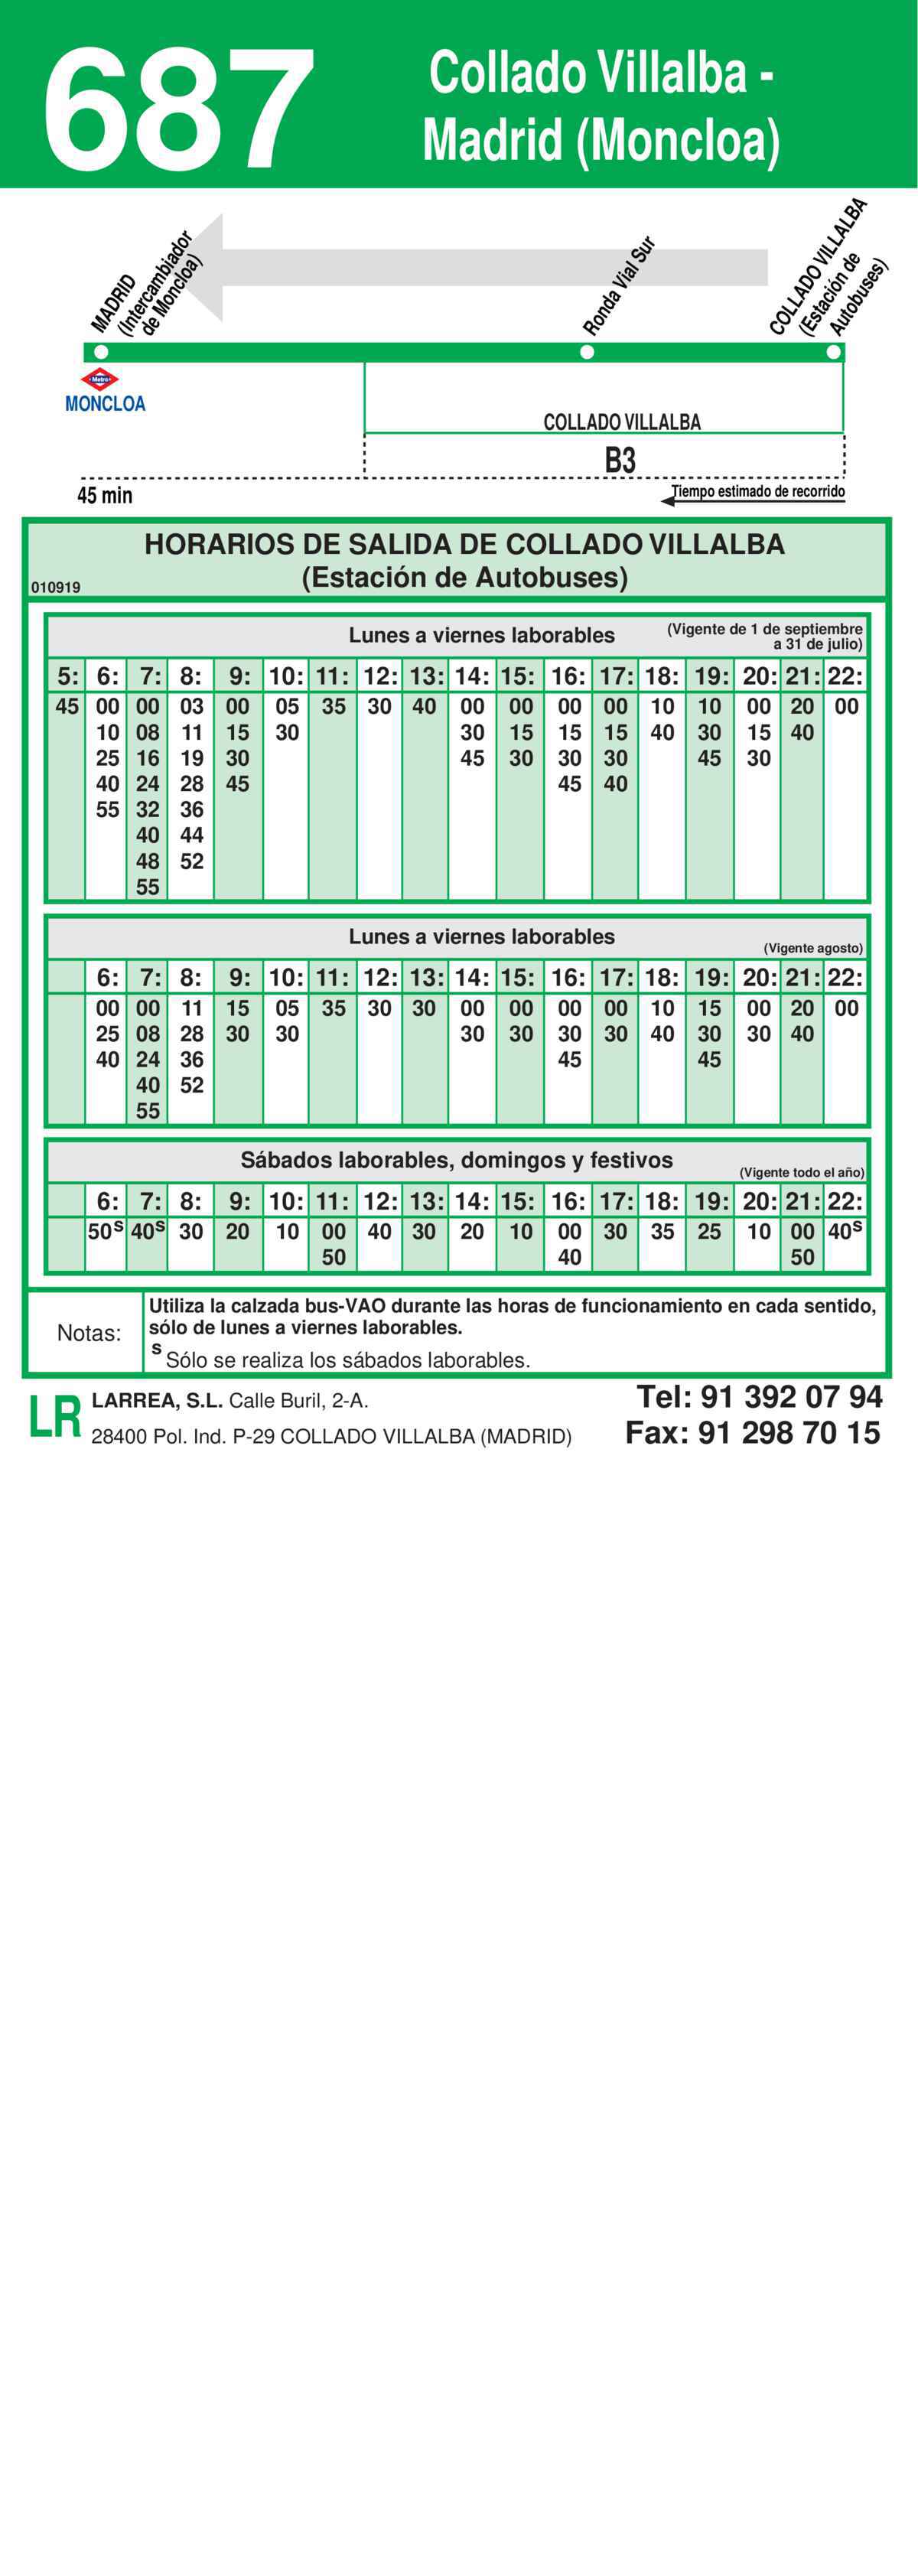 687
Collado Villalba -
Madrid (Moncloa)
MADRID
(Intercambiador
de Moncloa)
Ronda Vial Sur
COLLADO VILLALBA
(Estación de
Autobuses)
Metro
MONCLOA
COLLADO VILLALBA
B3
45 min
Tiempo estimado de recorrido
HORARIOS DE SALIDA DE COLLADO VILLALBA
(Estación de Autobuses)
010919
Lunes a viernes laborables
(Vigente de 1 de septiembre
a 31 de julio)
5: 6: 7: 8: 9: 10: 11: 12: 13: 14: 15: 16: 17: 18: 19: 20: 21: 22:
45 00 00 03 00 05 35 30 40 00 00 00 00 10 10 00 20 00
10 08 11 15 30 30 15 15 15 40 30 15 40
25 16 19 30 45 30 30 30 45 30
40 24 28 45 45 40
55 32 36
40 44
48 52
55
Lunes a viernes laborables
(Vigente agosto)
6: 7: 8: 9: 10: 11: 12: 13: 14: 15: 16: 17: 18: 19: 20: 21: 22:
00 00 11 15 05 35 30 30 00 00 00 00 10 15 00 20 00
25 08 28 30 30 30 30 30 30 40 30 30 40
40 24 36 45 45
40 52
55
Sábados laborables, domingos y festivos
(Vigente todo el año)
6: 7: 8: 9: 10: 11: 12: 13: 14: 15: 16: 17: 18: 19: 20: 21: 22:
50s 40s 30 20 10 00 40 30 20 10 00 30 35 25 10 00 40s
50 40 50
Notas:
Utiliza la calzada bus-VAO durante las horas de funcionamiento en cada sentido,
sólo de lunes a viernes laborables.
s Sólo se realiza los sábados laborables.
LR
LARREA, S.L. Calle Buril, 2-A.
28400 Pol. Ind. P-29 COLLADO VILLALBA (MADRID)
Tel: 91 392 07 94
Fax: 91 298 70 15